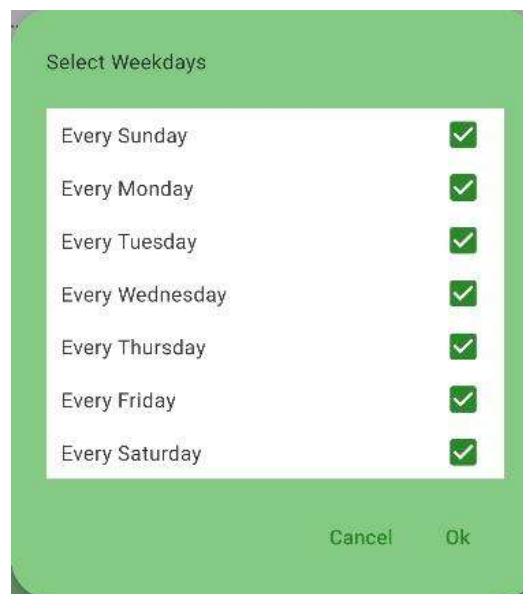 Select Weekdays
Every Sunday
Every Monday
Every Tuesday
Every Wednesday
Every Thursday
Every Friday
Every Saturday
Cancel Ok